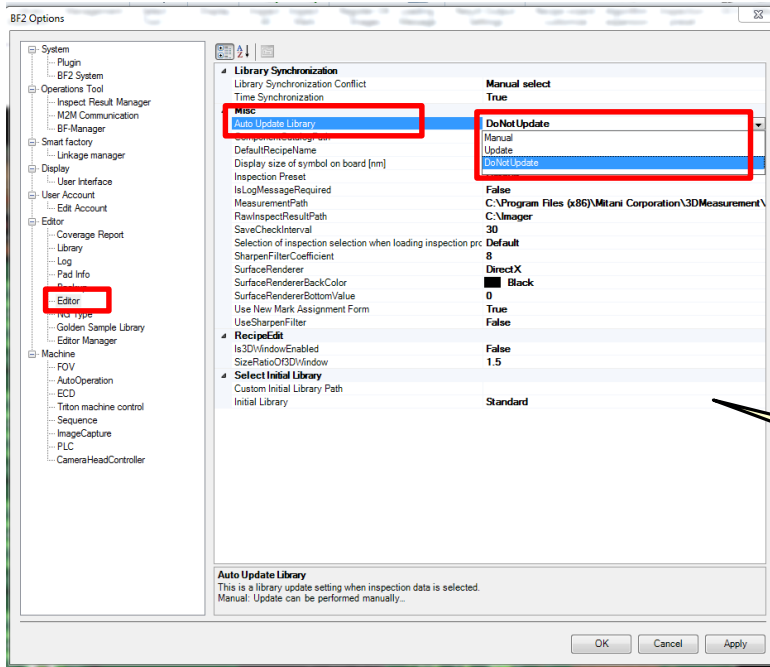 BF2 Options
System
Plugin
BF2 System
Operations Tool
Inspect Result Manager
M2M Communication
BF-Manager
Smart factory
Linkage manager
Display
User Interface
User Account
Edit Account
Editor
Coverage Report
Library
Log
Pad Info
Editor
NG Type
Golden Sample Library
Editor Manager
Machine
FOV
AutoOperation
ECD
Triton machine control
Sequence
ImageCapture
PLC
CameraHeadController
Library Synchronization
Library Synchronization Conflict Manual select
Time Synchronization True
Misc
Auto Update Library DoNotUpdate
Manual
Update
DoNotUpdate
DefaultRecipeName
Display size of symbol on board [nm]
Inspection Preset
IsLogMessageRequired False
MeasurementPath C:\Program Files (x86)\Mitani Corporation\3DMeasurement\
RawInspectResultPath C:\Imager
SaveCheckInterval 30
Selection of inspection selection when loading inspection prc Default
SharpenFilterCoefficient 8
SurfaceRenderer DirectX
SurfaceRendererBackColor Black
SurfaceRendererBottomValue 0
Use New Mark Assignment Form True
UseSharpenFilter False
RecipeEdit
Is3DWindowEnabled False
SizeRatioOf3DWindow 1.5
Select Initial Library
Custom Initial Library Path
Initial Library Standard
Auto Update Library
This is a library update setting when inspection data is selected.
Manual: Update can be performed manually...
OK Cancel Apply